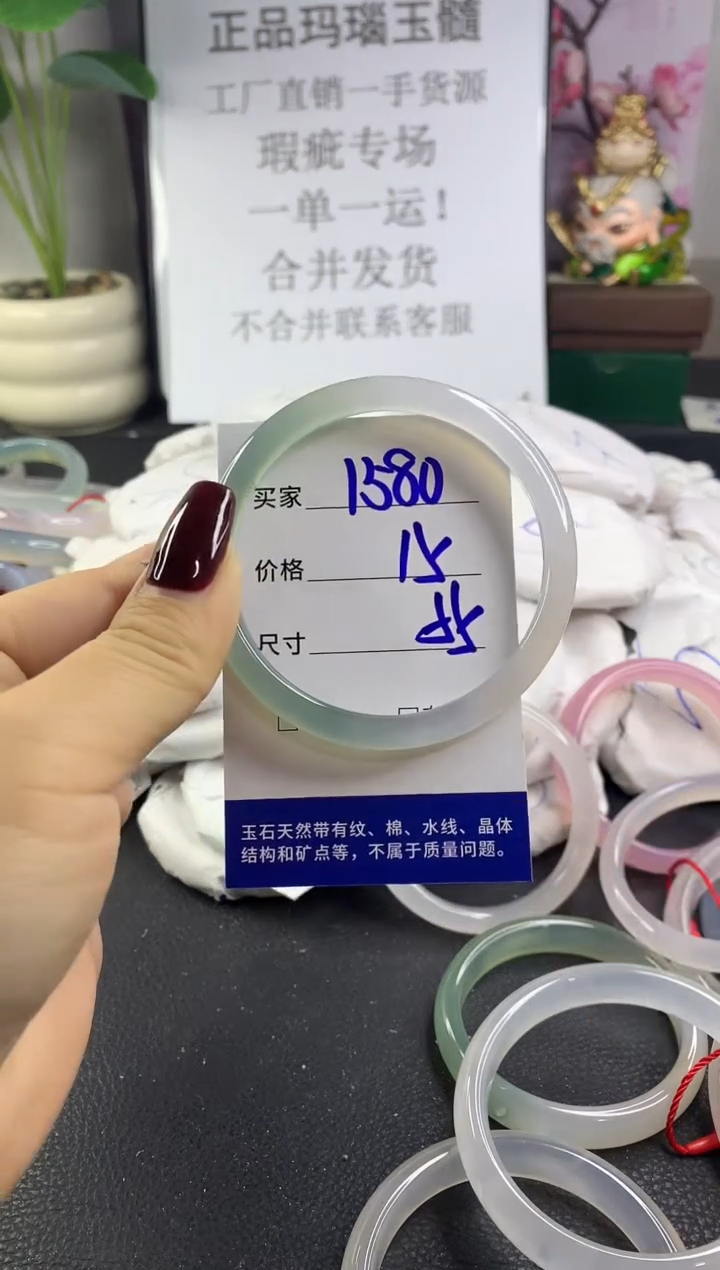 正品玛瑙玉髓
工厂直销一手货源
瑕疵专场
一单一运!
合并发货
不合并联系客服
买家 1580
价格 15
尺寸
玉石天然带有纹、棉、水线、晶体
结构和矿点等，不属于质量问题。